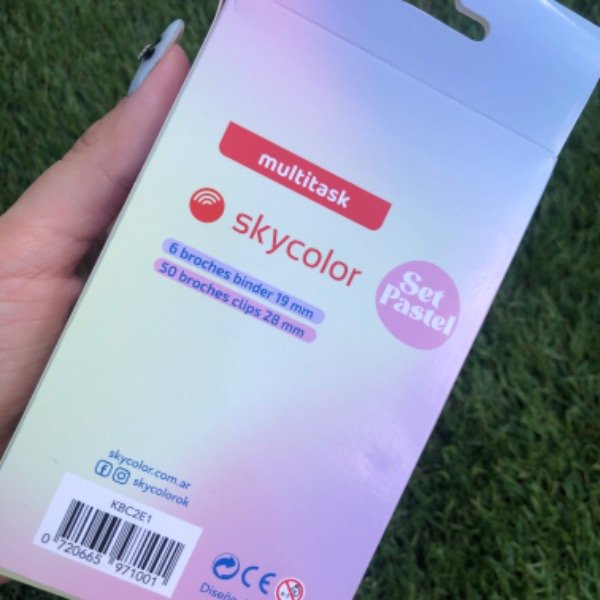 multitask
skycolor
6 broches binder 19 mm
50 broches clips 28 mm
Set
Pastel
skycolor.com.ar
skycolorok
KBC2E1
0 720665 971001
CE